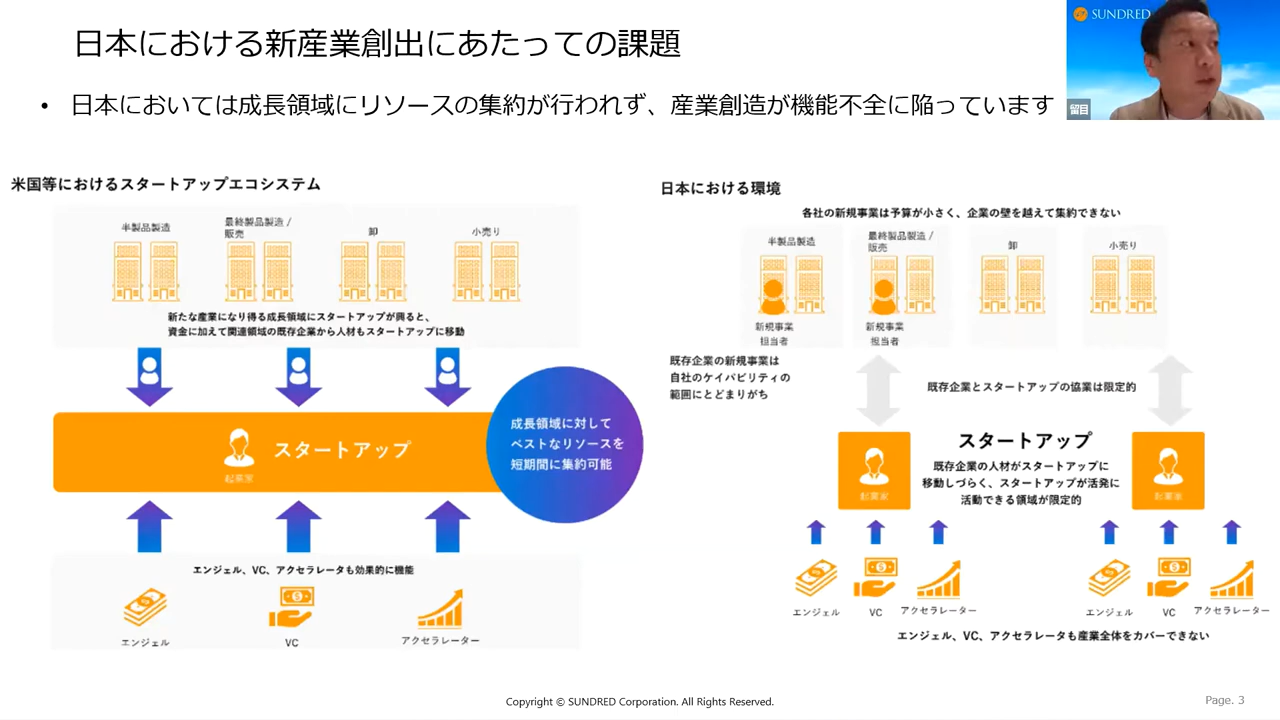 日本における新産業創出にあたっての課題
SUNDRED
留目
• 日本においては成長領域にリソースの集約が行われず、産業創造が機能不全に陥っています
米国等におけるスタートアップエコシステム
半製品製造
最終製品製造 /
販売
卸
小売り
新たな産業になり得る成長領域にスタートアップが興ると、
資金に加えて関連領域の既存企業から人材もスタートアップに移動
スタートアップ
起業家
成長領域に対して
ベストなリソースを
短期間に集約可能
エンジェル、VC、アクセラレータも効果的に機能
エンジェル
VC
アクセラレーター
日本における環境
各社の新規事業は予算が小さく、企業の壁を越えて集約できない
半製品製造
最終製品製造 /
販売
卸
小売り
新規事業
担当者
新規事業
担当者
既存企業の新規事業は
自社のケイパビリティの
範囲にとどまりがち
既存企業とスタートアップの協業は限定的
スタートアップ
既存企業の人材がスタートアップに
移動しづらく、スタートアップが活発に
活動できる領域が限定的
起業家
起業家
エンジェル
VC
アクセラレーター
エンジェル
VC
アクセラレーター
エンジェル、VC、アクセラレータも産業全体をカバーできない
Copyright © SUNDRED Corporation. All Rights Reserved.
Page. 3